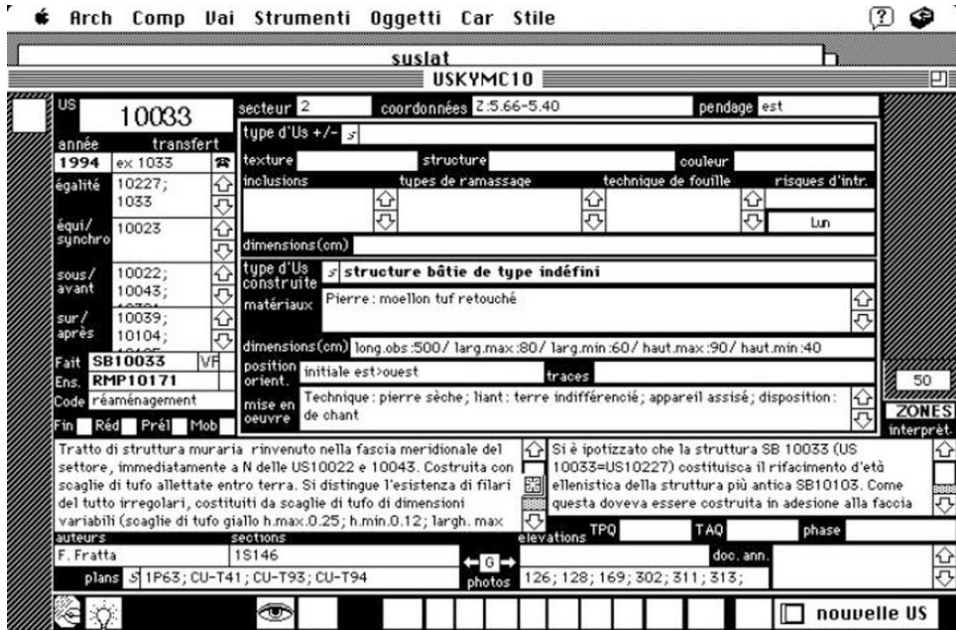 Arch Comp Vai Strumenti Oggetti Car Stile
suslat
USKYMC10
US 10033 secteur 2 coordonnées Z:5.66-5.40 pendage est
année transfert
1994 ex 1033
type d'Us +/- s
texture structure couleur
égalité 10227;
1033
inclusions types de ramassage technique de fouille risques d'intr.
Lun
équi/
synchro 10023
dimensions(cm)
sous/
avant 10022;
10043;
type d'Us
construite s structure bâtie de type indéfini
matériaux Pierre: moellon tuf retouché
sur/
après 10039;
10104;
dimensions(cm) long.obs:500/ larg.max:80/ larg.min:60/ haut.max:90/ haut.min:40
Fait SB10033 VF
Ens. RMP10171
Code réaménagement
position
orient. initiale est>ouest traces
mise en
oeuvre Technique: pierre sèche; liant: terre indifférencié; appareil assisé; disposition:
de chant
50
ZONES
interprét.
Fin Réd Prél Mob
Tratto di struttura muraria rinvenuto nella fascia meridionale del
settore, immediatamente a N delle US10022 e 10043. Costruita con
scaglie di tufo allettate entro terra. Si distingue l'esistenza di filari
del tutto irregolari, costituiti da scaglie di tufo di dimensioni
variabili (scaglie di tufo giallo h.max.0.25; h.min.0.12; largh. max
Si è ipotizzato che la struttura SB 10033 (US
10033=US10227) costituisca il rifacimento d'età
ellenistica della struttura più antica SB10103. Come
questa doveva essere costruita in adesione alla faccia
auteurs sections elevations TPQ TAQ phase
F. Fratta 1S146 G doc. ann.
plans s 1P63; CU-T41; CU-T93; CU-T94 photos 126; 128; 169; 302; 311; 313;
nouvelle US